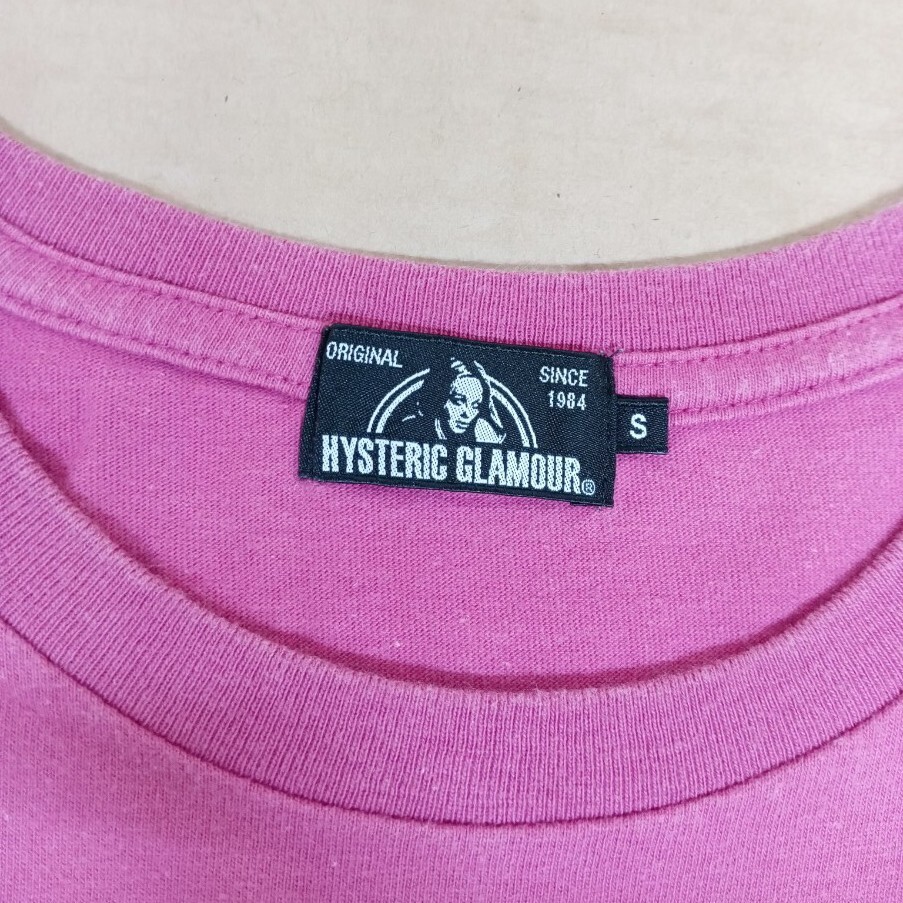 ORIGINAL
SINCE
1984
HYSTERIC GLAMOUR®
S